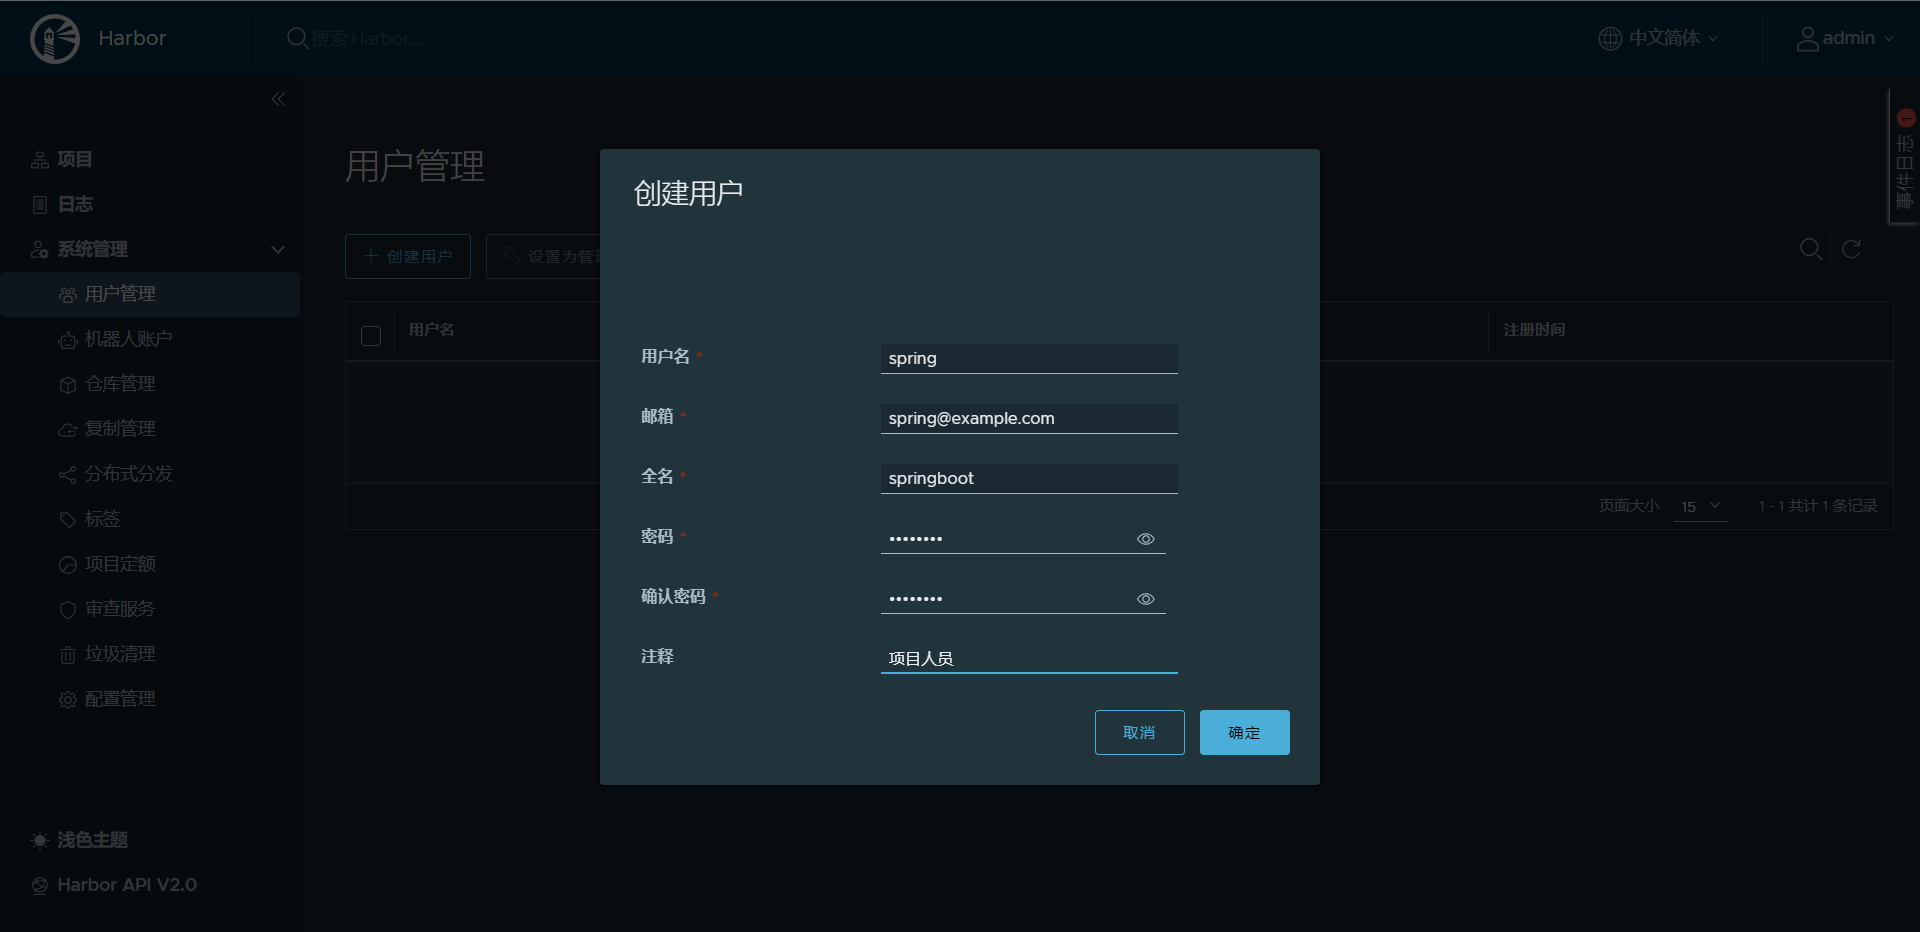 Harbor
搜索 Harbor...
中文简体
admin
事件日志 1
项目
日志
系统管理
用户管理
机器人账户
仓库管理
复制管理
分布式分发
标签
项目定额
审查服务
垃圾清理
配置管理
浅色主题
Harbor API V2.0
用户管理
创建用户
设置为管
用户名
注册时间
页面大小 15
1 - 1 共计 1 条记录
创建用户
用户名 *
spring
邮箱 *
spring@example.com
全名 *
springboot
密码 *
••••••••
确认密码 *
••••••••
注释
项目人员
取消
确定